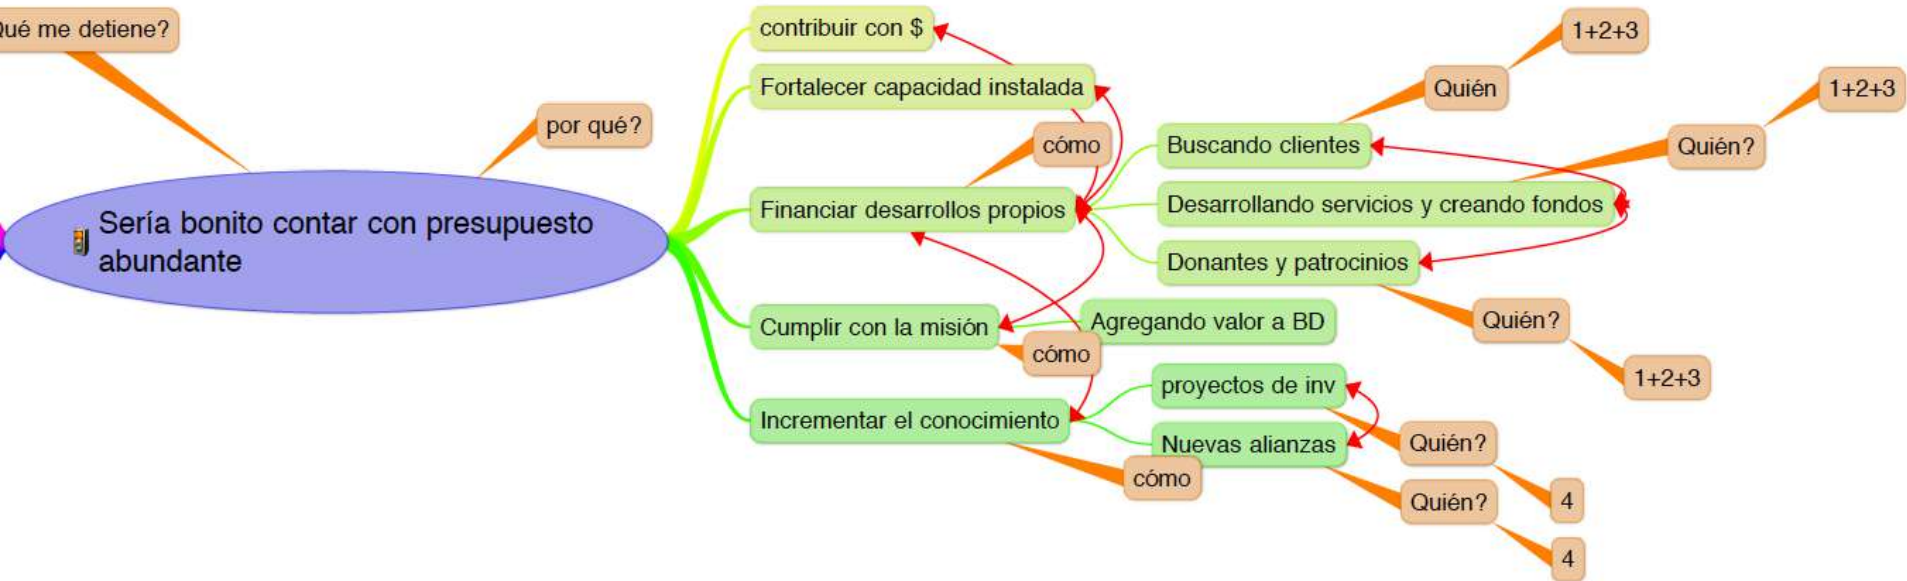 Qué me detiene?
por qué?
Sería bonito contar con presupuesto
abundante
contribuir con $
Fortalecer capacidad instalada
cómo
Financiar desarrollos propios
Buscando clientes
Quién
1+2+3
Desarrollando servicios y creando fondos
Quién?
1+2+3
Donantes y patrocinios
Quién?
1+2+3
Cumplir con la misión
cómo
Agregando valor a BD
Incrementar el conocimiento
cómo
proyectos de inv
Quién?
4
Nuevas alianzas
Quién?
4